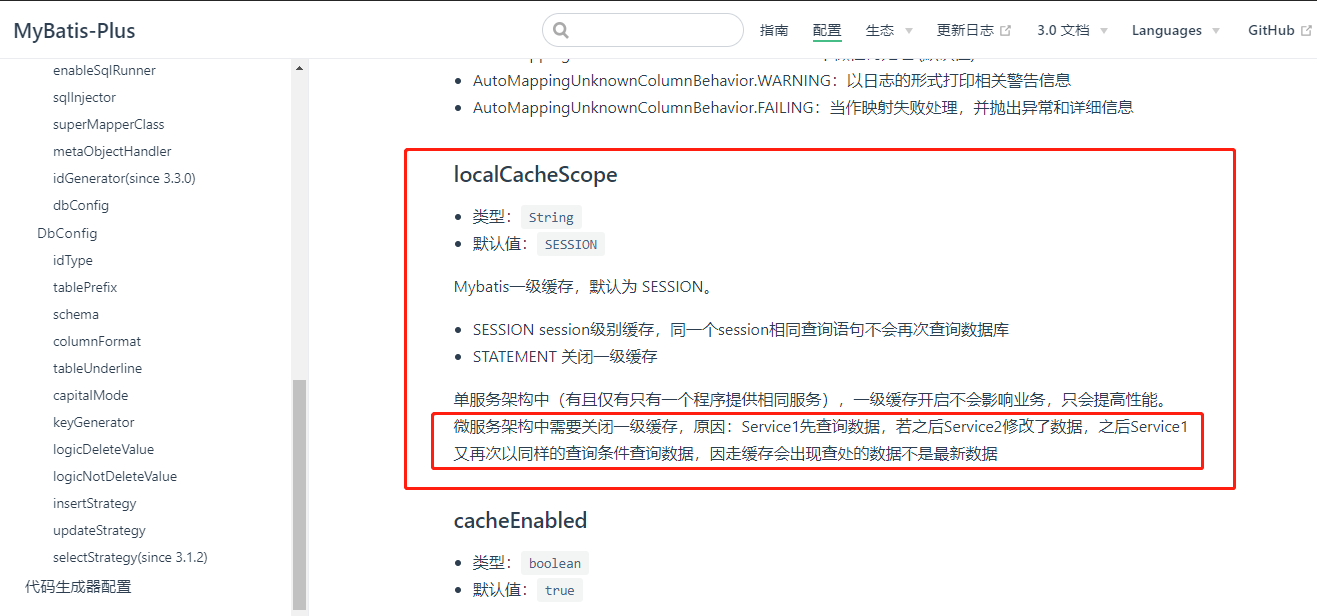 MyBatis-Plus
指南
配置
生态
更新日志
3.0 文档
Languages
GitHub
enableSqlRunner
sqlInjector
superMapperClass
metaObjectHandler
idGenerator(since 3.3.0)
dbConfig
DbConfig
idType
tablePrefix
schema
columnFormat
tableUnderline
capitalMode
keyGenerator
logicDeleteValue
logicNotDeleteValue
insertStrategy
updateStrategy
selectStrategy(since 3.1.2)
代码生成器配置
AutoMappingUnknownColumnBehavior.WARNING：以日志的形式打印相关警告信息
AutoMappingUnknownColumnBehavior.FAILING：当作映射失败处理，并抛出异常和详细信息
localCacheScope
类型： String
默认值： SESSION
Mybatis一级缓存，默认为 SESSION。
SESSION session级别缓存，同一个session相同查询语句不会再次查询数据库
STATEMENT 关闭一级缓存
单服务架构中（有且仅有只有一个程序提供相同服务），一级缓存开启不会影响业务，只会提高性能。
微服务架构中需要关闭一级缓存，原因：Service1先查询数据，若之后Service2修改了数据，之后Service1
又再次以同样的查询条件查询数据，因走缓存会出现查处的数据不是最新数据
cacheEnabled
类型： boolean
默认值： true